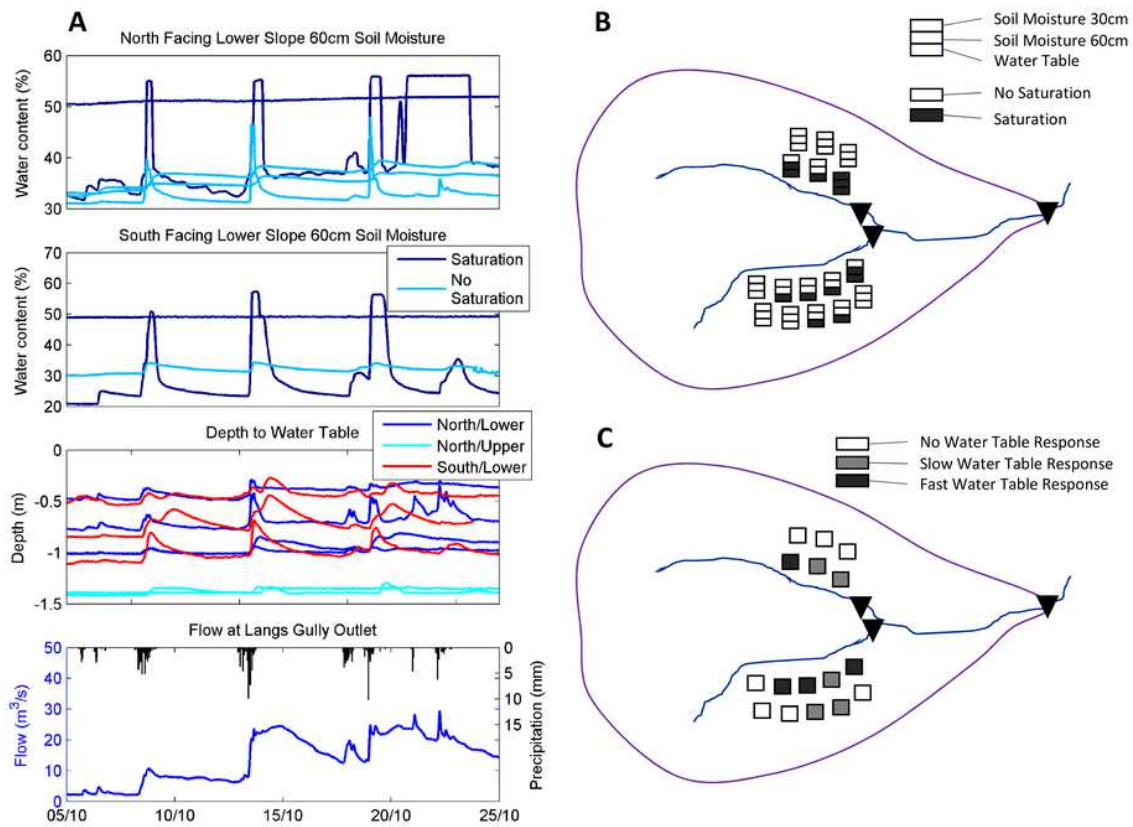 A
North Facing Lower Slope 60cm Soil Moisture
60
50
40
30
Water content (%)
South Facing Lower Slope 60cm Soil Moisture
70
60
50
40
30
20
Water content (%)
Saturation
No
Saturation
Depth to Water Table
0
-0.5
-1
-1.5
Depth (m)
North/Lower
North/Upper
South/Lower
Flow at Langs Gully Outlet
50
40
30
20
10
0
Flow (m³/s)
0
5
10
15
Precipitation (mm)
05/10
10/10
15/10
20/10
25/10
B
Soil Moisture 30cm
Soil Moisture 60cm
Water Table
No Saturation
Saturation
C
No Water Table Response
Slow Water Table Response
Fast Water Table Response